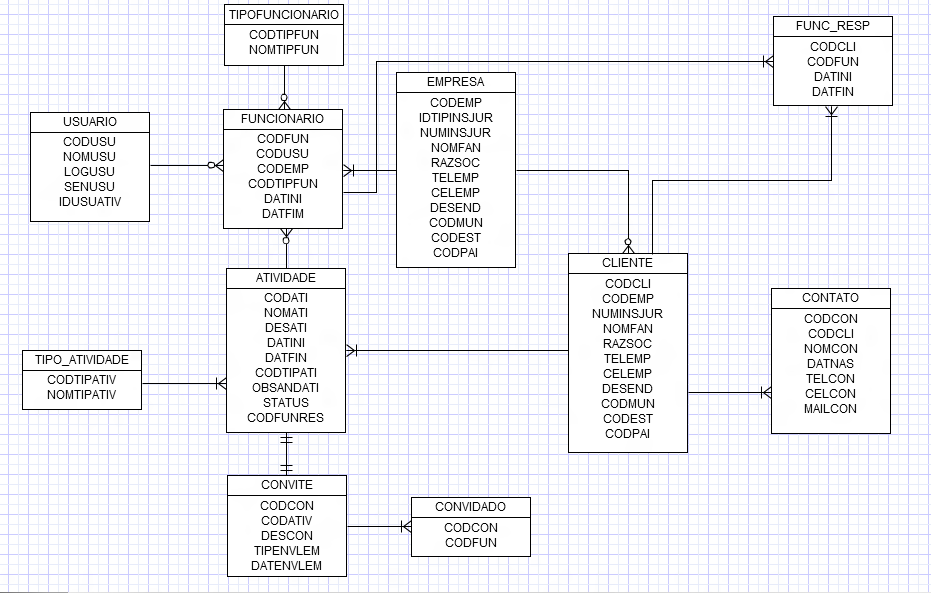 TIPOFUNCIONARIO
CODTIPFUN
NOMTIPFUN
FUNC_RESP
CODCLI
CODFUN
DATINI
DATFIN
EMPRESA
CODEMP
IDTIPINSJUR
NUMINSJUR
NOMFAN
RAZSOC
TELEMP
CELEMP
DESEND
CODMUN
CODEST
CODPAI
USUARIO
CODUSU
NOMUSU
LOGUSU
SENUSU
IDUSUATIV
FUNCIONARIO
CODFUN
CODUSU
CODEMP
CODTIPFUN
DATINI
DATFIM
CLIENTE
CODCLI
CODEMP
NUMINSJUR
NOMFAN
RAZSOC
TELEMP
CELEMP
DESEND
CODMUN
CODEST
CODPAI
ATIVIDADE
CODATI
NOMATI
DESATI
DATINI
DATFIN
CODTIPATI
OBSANDATI
STATUS
CODFUNRES
CONTATO
CODCON
CODCLI
NOMCON
DATNAS
TELCON
CELCON
MAILCON
TIPO_ATIVIDADE
CODTIPATIV
NOMTIPATIV
CONVITE
CODCON
CODATIV
DESCON
TIPENVLEM
DATENVLEM
CONVIDADO
CODCON
CODFUN